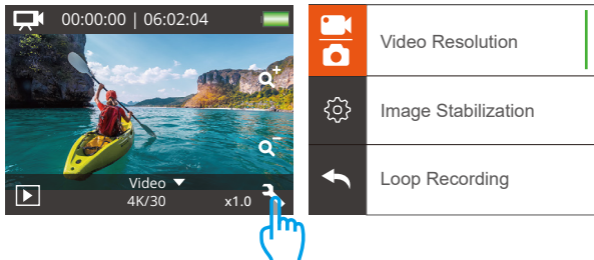 00:00:00 | 06:02:04
Video
4K/30 x1.0
Video Resolution
Image Stabilization
Loop Recording